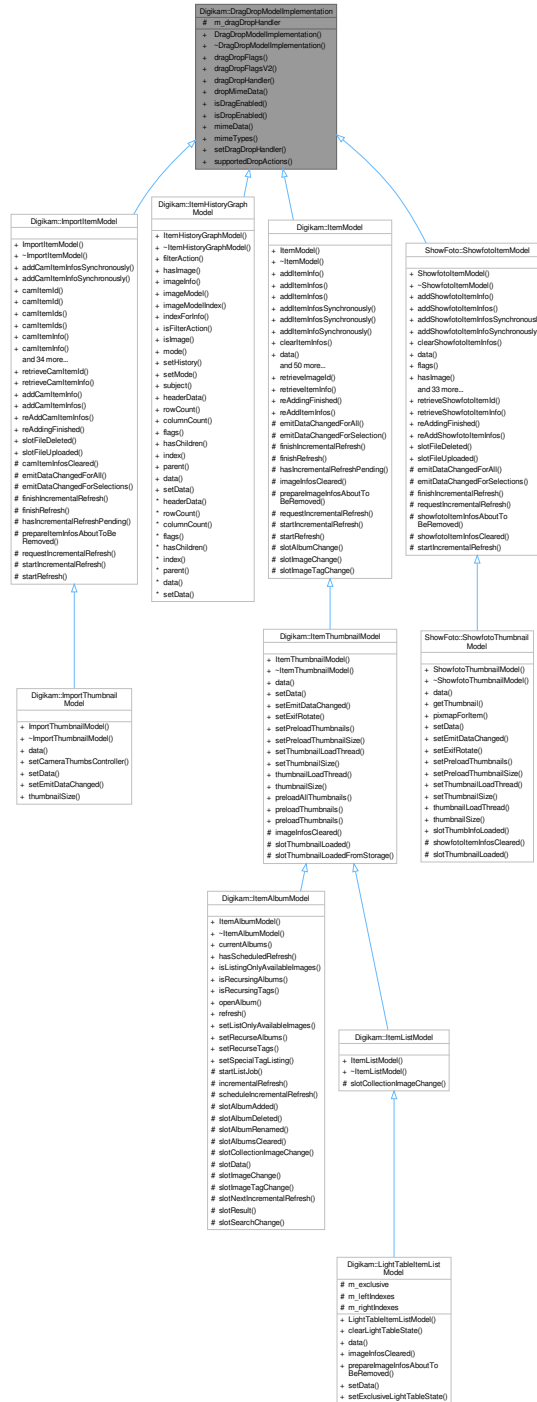 Digikam::DragDropModelImplementation
# m_dragDropHandler
+ DragDropModelImplementation()
+ ~DragDropModelImplementation()
+ dragDropFlags()
+ dragDropFlagsV2()
+ dragDropHandler()
+ dropMimeData()
+ isDragEnabled()
+ isDropEnabled()
+ mimeData()
+ mimeTypes()
+ setDragDropHandler()
+ supportedDropActions()
Digikam::ImportItemModel
+ ImportItemModel()
+ ~ImportItemModel()
+ addCamItemInfosSynchronously()
+ addCamItemInfoSynchronously()
+ camItemId()
+ camItemId()
+ camItemIds()
+ camItemIds()
+ camItemInfo()
+ camItemInfo()
and 34 more...
+ retrieveCamItemId()
+ retrieveCamItemInfo()
+ addCamItemInfo()
+ addCamItemInfos()
+ reAddCamItemInfos()
+ reAddingFinished()
+ slotFileDeleted()
+ slotFileUploaded()
# camItemInfosCleared()
# emitDataChangedForAll()
# emitDataChangedForSelections()
# finishIncrementalRefresh()
# finishRefresh()
# hasIncrementalRefreshPending()
# prepareItemInfosAboutToBe
Removed()
# requestIncrementalRefresh()
# startIncrementalRefresh()
# startRefresh()
Digikam::ItemHistoryGraph
Model
+ ItemHistoryGraphModel()
+ ~ItemHistoryGraphModel()
+ filterAction()
+ hasImage()
+ imageInfo()
+ imageModel()
+ imageModelIndex()
+ indexForInfo()
+ isFilterAction()
+ isImage()
+ mode()
+ setHistory()
+ setMode()
+ subject()
+ headerData()
+ rowCount()
+ columnCount()
+ flags()
+ hasChildren()
+ index()
+ parent()
+ data()
+ setData()
* headerData()
* rowCount()
* columnCount()
* flags()
* hasChildren()
* index()
* parent()
* data()
* setData()
Digikam::ItemModel
+ ItemModel()
+ ~ItemModel()
+ addItemInfo()
+ addItemInfos()
+ addItemInfos()
+ addItemInfosSynchronously()
+ addItemInfosSynchronously()
+ addItemInfoSynchronously()
+ clearItemInfos()
+ data()
and 50 more...
+ retrieveImageId()
+ retrieveItemInfo()
+ reAddingFinished()
+ reAddItemInfos()
# emitDataChangedForAll()
# emitDataChangedForSelection()
# finishIncrementalRefresh()
# finishRefresh()
# hasIncrementalRefreshPending()
# imageInfosCleared()
# prepareImageInfosAboutTo
BeRemoved()
# requestIncrementalRefresh()
# startIncrementalRefresh()
# startRefresh()
# slotAlbumChange()
# slotImageChange()
# slotImageTagChange()
ShowFoto::ShowfotoItemModel
+ ShowfotoItemModel()
+ ~ShowfotoItemModel()
+ addShowfotoItemInfo()
+ addShowfotoItemInfos()
+ addShowfotoItemInfosSynchronously()
+ addShowfotoItemInfoSynchronously()
+ clearShowfotoItemInfos()
+ data()
+ flags()
+ hasImage()
and 33 more...
+ retrieveShowfotoItemId()
+ retrieveShowfotoItemInfo()
+ reAddingFinished()
+ reAddShowfotoItemInfos()
+ slotFileDeleted()
+ slotFileUploaded()
# emitDataChangedForAll()
# emitDataChangedForSelections()
# finishIncrementalRefresh()
# requestIncrementalRefresh()
# showfotoItemInfosAboutTo
BeRemoved()
# showfotoItemInfosCleared()
# startIncrementalRefresh()
Digikam::ImportThumbnail
Model
+ ImportThumbnailModel()
+ ~ImportThumbnailModel()
+ data()
+ setCameraThumbsController()
+ setData()
+ setEmitDataChanged()
+ thumbnailSize()
Digikam::ItemThumbnailModel
+ ItemThumbnailModel()
+ ~ItemThumbnailModel()
+ data()
+ setData()
+ setEmitDataChanged()
+ setExifRotate()
+ setPreloadThumbnails()
+ setPreloadThumbnailSize()
+ setThumbnailLoadThread()
+ setThumbnailSize()
+ thumbnailLoadThread()
+ thumbnailSize()
+ preloadAllThumbnails()
+ preloadThumbnails()
+ preloadThumbnails()
# imageInfosCleared()
# slotThumbnailLoaded()
# slotThumbnailLoadedFromStorage()
ShowFoto::ShowfotoThumbnail
Model
+ ShowfotoThumbnailModel()
+ ~ShowfotoThumbnailModel()
+ data()
+ getThumbnail()
+ pixmapForItem()
+ setData()
+ setEmitDataChanged()
+ setExifRotate()
+ setPreloadThumbnails()
+ setPreloadThumbnailSize()
+ setThumbnailLoadThread()
+ setThumbnailSize()
+ thumbnailLoadThread()
+ thumbnailSize()
+ slotThumbInfoLoaded()
# showfotoItemInfosCleared()
# slotThumbnailLoaded()
Digikam::ItemAlbumModel
+ ItemAlbumModel()
+ ~ItemAlbumModel()
+ currentAlbums()
+ hasScheduledRefresh()
+ isListingOnlyAvailableImages()
+ isRecursingAlbums()
+ isRecursingTags()
+ openAlbum()
+ refresh()
+ setListOnlyAvailableImages()
+ setRecurseAlbums()
+ setRecurseTags()
+ setSpecialTagListing()
# startListJob()
# incrementalRefresh()
# scheduleIncrementalRefresh()
# slotAlbumAdded()
# slotAlbumDeleted()
# slotAlbumRenamed()
# slotAlbumsCleared()
# slotCollectionImageChange()
# slotData()
# slotImageChange()
# slotImageTagChange()
# slotNextIncrementalRefresh()
# slotResult()
# slotSearchChange()
Digikam::ItemListModel
+ ItemListModel()
+ ~ItemListModel()
# slotCollectionImageChange()
Digikam::LightTableItemList
Model
# m_exclusive
# m_leftIndexes
# m_rightIndexes
+ LightTableItemListModel()
+ clearLightTableState()
+ data()
+ imageInfosCleared()
+ prepareImageInfosAboutTo
BeRemoved()
+ setData()
+ setExclusiveLightTableState()